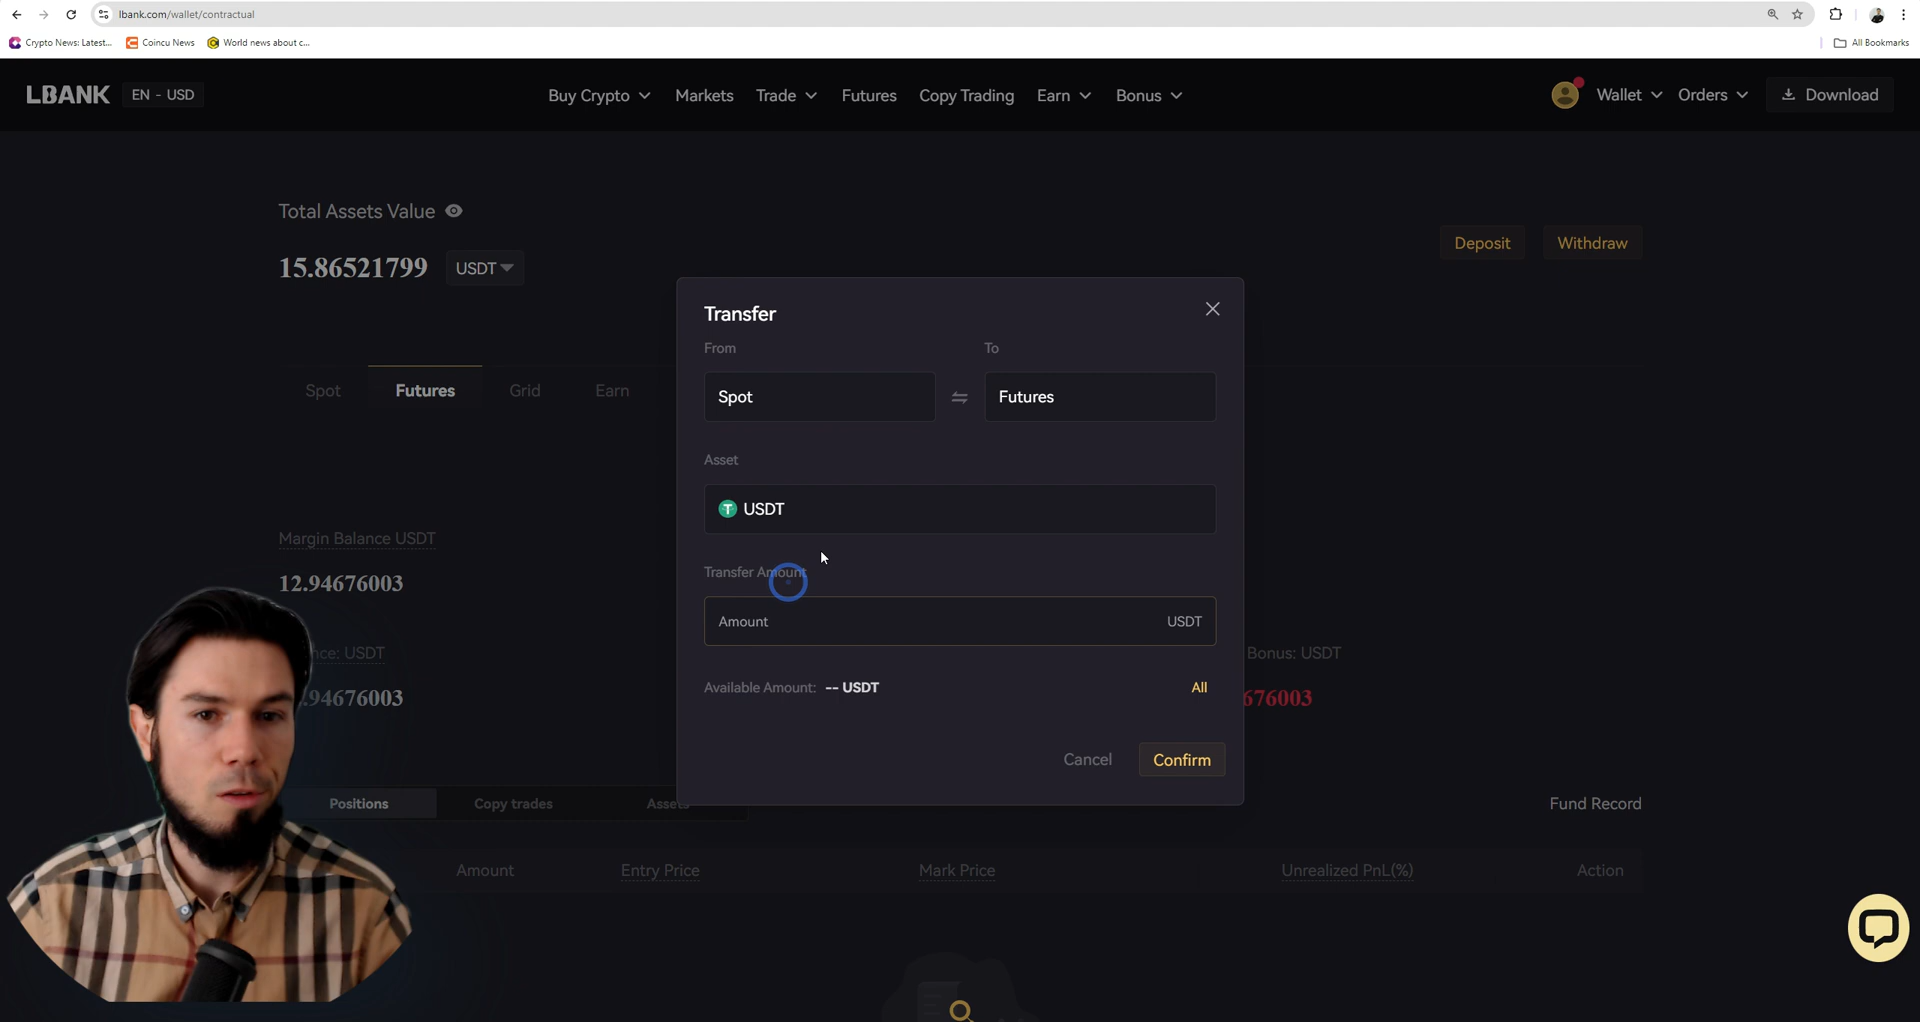 lbank.com/wallet/contractual
Crypto News: Latest...
Coincu News
World news about c...
All Bookmarks
LBANK
EN - USD
Buy Crypto
Markets
Trade
Futures
Copy Trading
Earn
Bonus
Wallet
Orders
Download
Total Assets Value
15.86521799
USDT
Deposit
Withdraw
Spot
Futures
Grid
Earn
Transfer
From
To
Spot
Futures
Asset
T USDT
Transfer Amount
Amount
USDT
Available Amount: -- USDT
All
Cancel
Confirm
Margin Balance USDT
12.94676003
nce: USDT
.94676003
Bonus: USDT
676003
Positions
Copy trades
Assets
Fund Record
Amount
Entry Price
Mark Price
Unrealized PnL(%)
Action